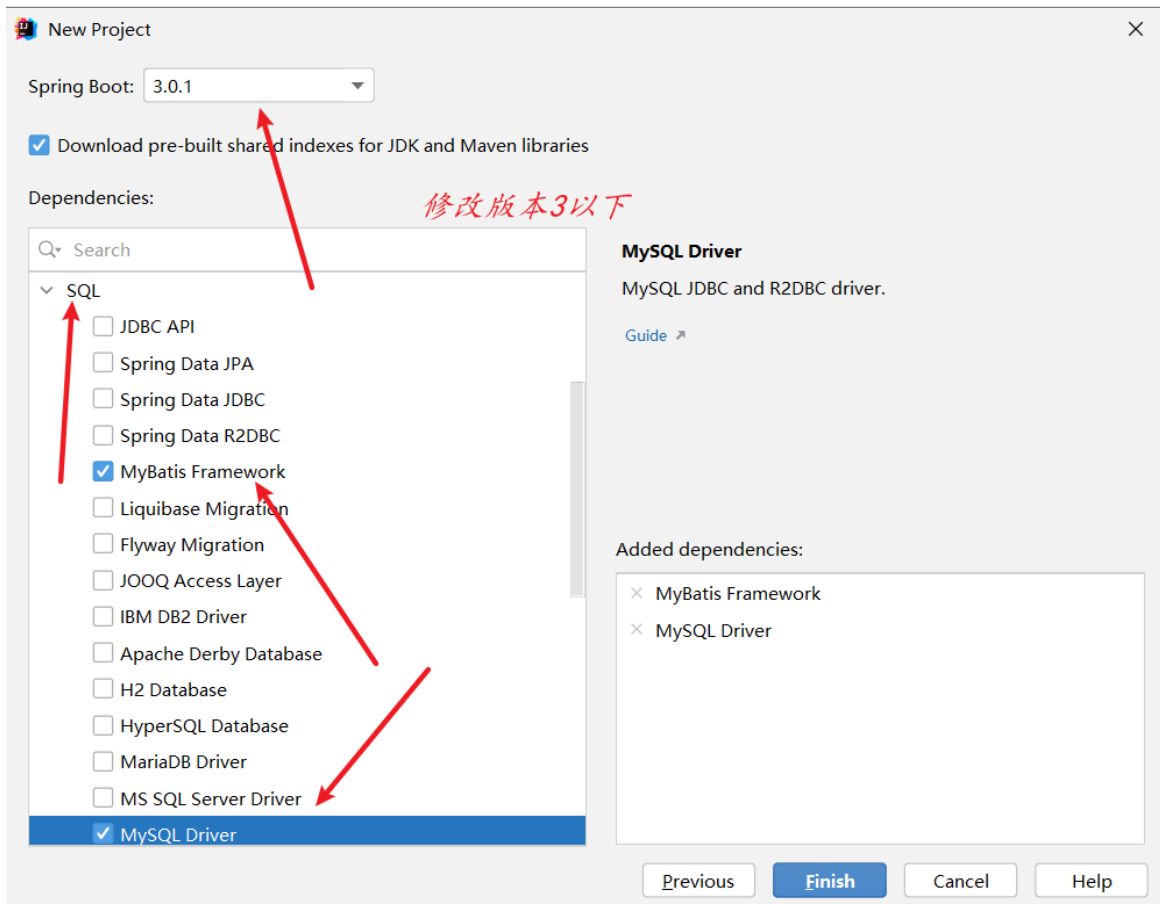 New Project
Spring Boot: 3.0.1
Download pre-built shared indexes for JDK and Maven libraries
Dependencies:
修改版本3以下
Search
SQL
JDBC API
Spring Data JPA
Spring Data JDBC
Spring Data R2DBC
MyBatis Framework
Liquibase Migration
Flyway Migration
JOOQ Access Layer
IBM DB2 Driver
Apache Derby Database
H2 Database
HyperSQL Database
MariaDB Driver
MS SQL Server Driver
MySQL Driver
MySQL Driver
MySQL JDBC and R2DBC driver.
Guide
Added dependencies:
MyBatis Framework
MySQL Driver
Previous
Finish
Cancel
Help